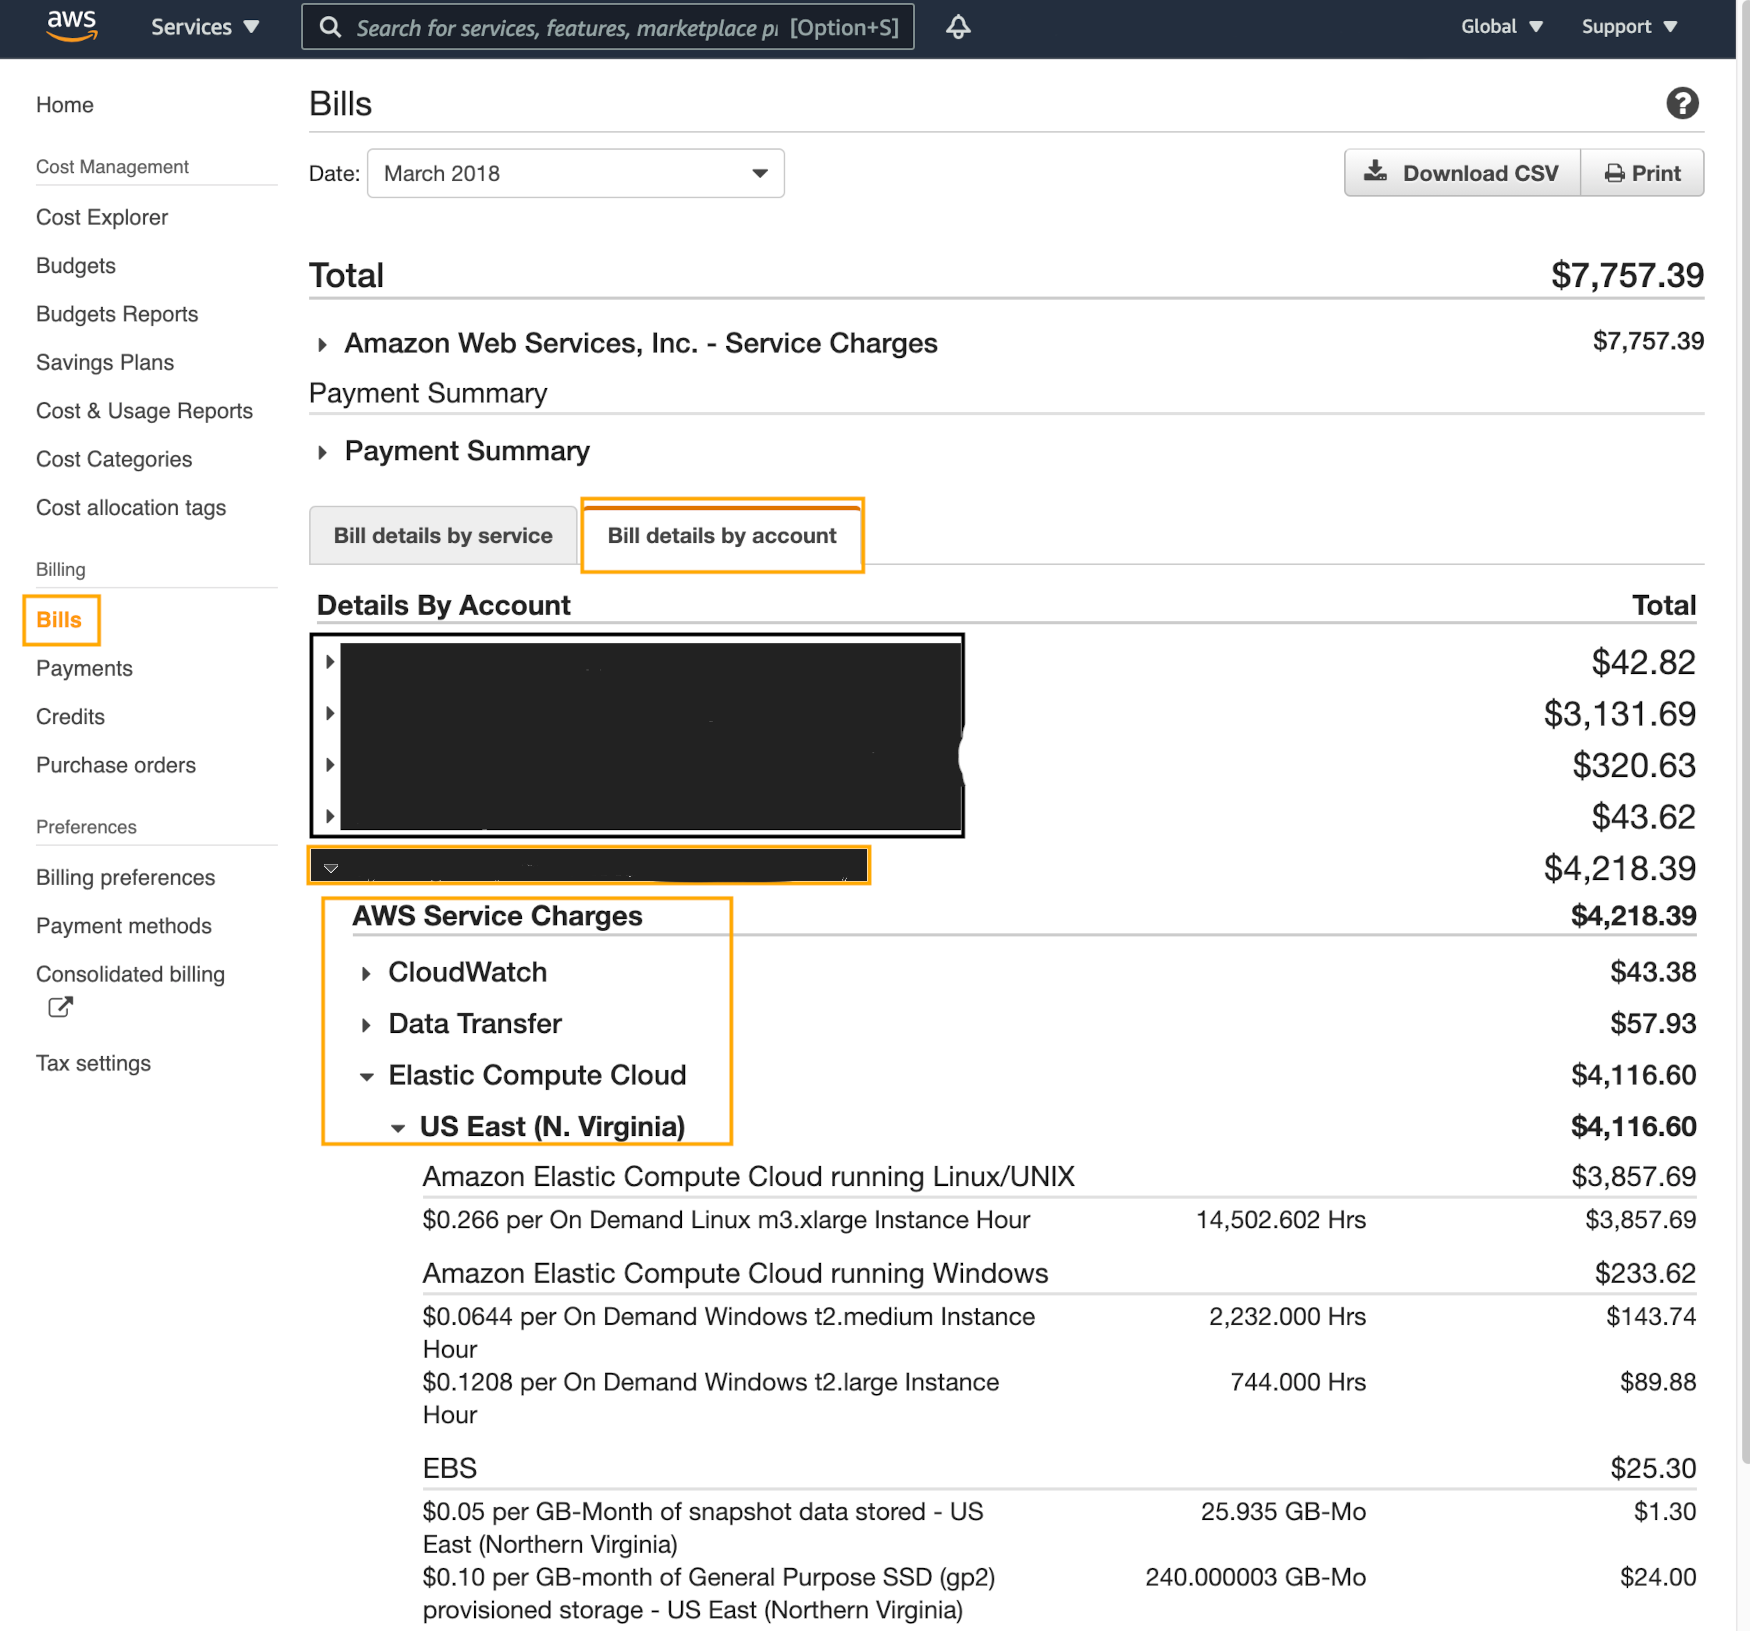 aws
Services
Search for services, features, marketplace p [Option+S]
Global
Support
Home
Cost Management
Cost Explorer
Budgets
Budgets Reports
Savings Plans
Cost & Usage Reports
Cost Categories
Cost allocation tags
Billing
Bills
Payments
Credits
Purchase orders
Preferences
Billing preferences
Payment methods
Consolidated billing
Tax settings
Bills
?
Date: March 2018
Download CSV
Print
Total $7,757.39
Amazon Web Services, Inc. - Service Charges $7,757.39
Payment Summary
Payment Summary
Bill details by service
Bill details by account
Details By Account Total
$42.82
$3,131.69
$320.63
$43.62
$4,218.39
AWS Service Charges $4,218.39
CloudWatch $43.38
Data Transfer $57.93
Elastic Compute Cloud $4,116.60
US East (N. Virginia) $4,116.60
Amazon Elastic Compute Cloud running Linux/UNIX $3,857.69
$0.266 per On Demand Linux m3.xlarge Instance Hour 14,502.602 Hrs $3,857.69
Amazon Elastic Compute Cloud running Windows $233.62
$0.0644 per On Demand Windows t2.medium Instance 2,232.000 Hrs $143.74
Hour
$0.1208 per On Demand Windows t2.large Instance 744.000 Hrs $89.88
Hour
EBS $25.30
$0.05 per GB-Month of snapshot data stored - US 25.935 GB-Mo $1.30
East (Northern Virginia)
$0.10 per GB-month of General Purpose SSD (gp2) 240.000003 GB-Mo $24.00
provisioned storage - US East (Northern Virginia)